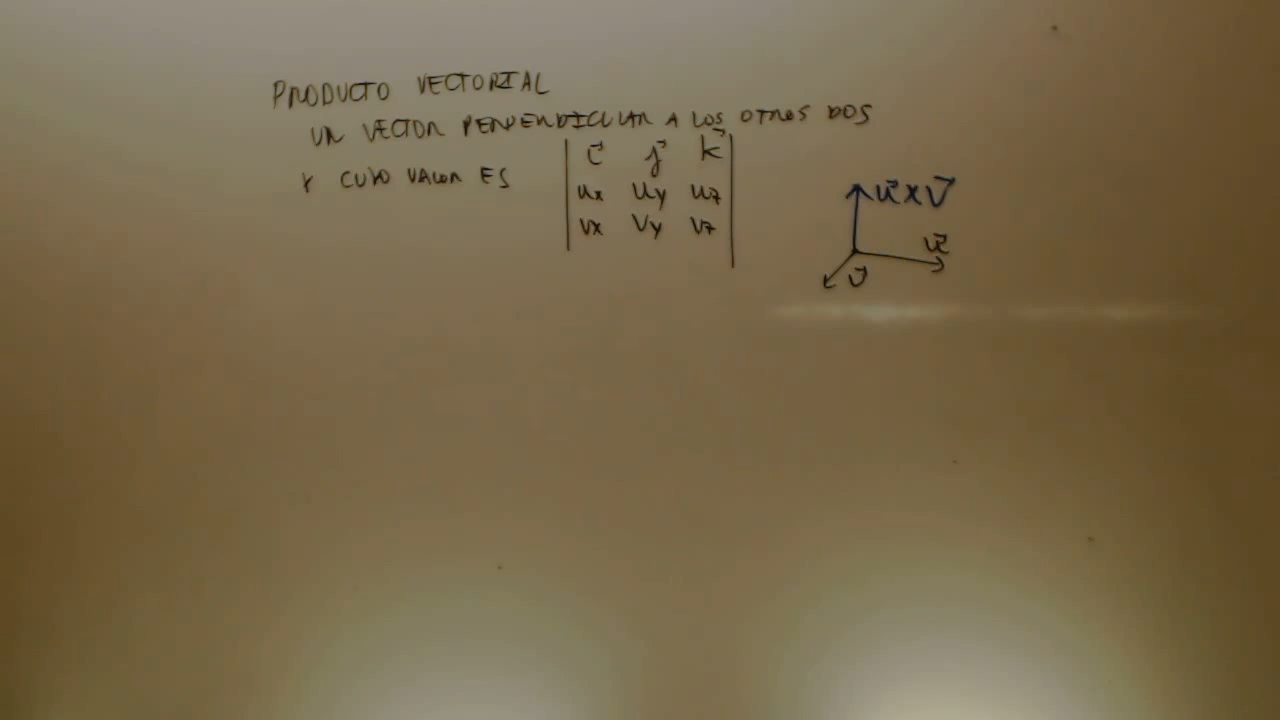 PRODUCTO VECTORIAL
UN VECTOR PERPENDICULAR A LOS OTROS DOS
Y CUYO VALOR ES
i⃗ j⃗ k⃗
ux uy uz
vx vy vz
u⃗ x v⃗
u⃗
v⃗